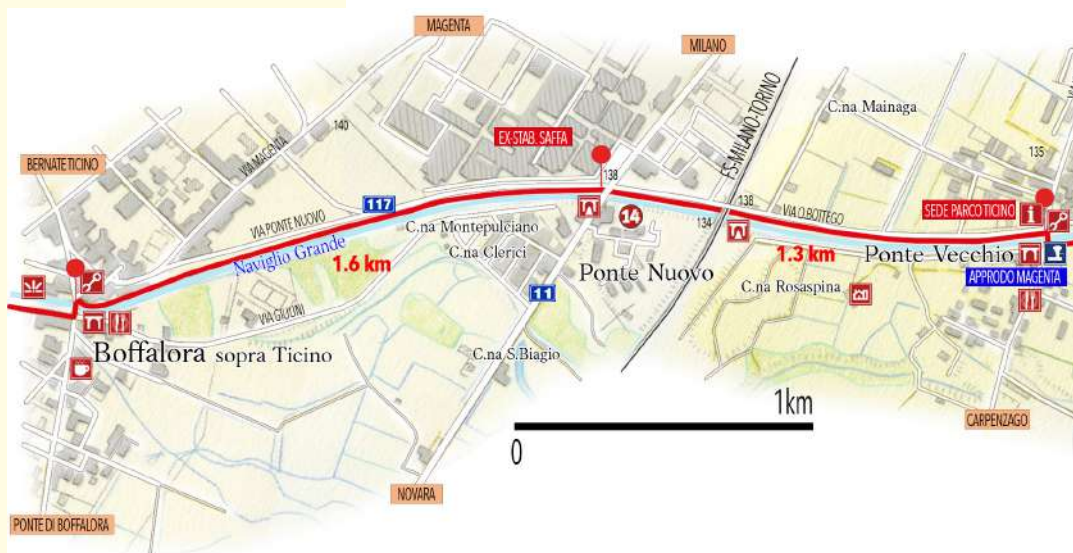 MAGENTA
MILANO
FS-MILANO-TORINO
C.na Mainaga
140
EX-STAB. SAFFA
135
BERNATE TICINO
VIA MAGENTA
138
117
138
VIA O.BOTTEGO
SEDE PARCO TICINO
i
VIA PONTE NUOVO
C.na Montepulciano
14
134
Naviglio Grande
1.6 km
C.na Clerici
Ponte Nuovo
1.3 km
Ponte Vecchio
APPRODO MAGENTA
11
C.na Rosaspina
VIA GIULINI
Boffalora sopra Ticino
C.na S.Biagio
1km
0
CARPENZAGO
NOVARA
PONTE DI BOFFALORA